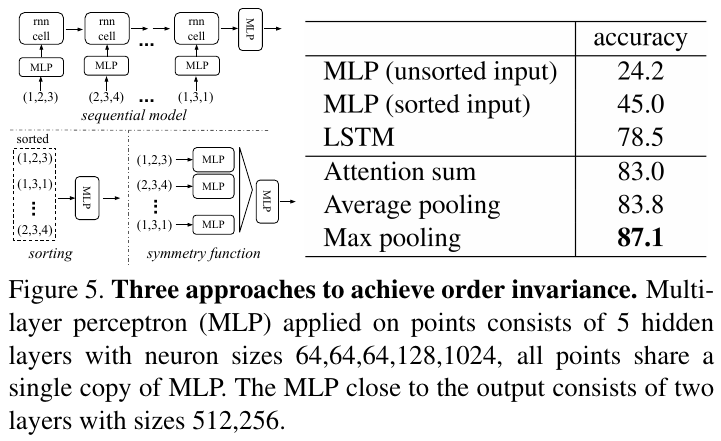 rnn cell rnn cell ... rnn cell MLP
MLP MLP MLP
(1,2,3) (2,3,4) ... (1,3,1)
sequential model
sorted
(1,2,3)
(1,3,1)
⋮
(2,3,4)
MLP
sorting
(1,2,3) MLP
(2,3,4) MLP
⋮
(1,3,1) MLP
MLP
symmetry function
accuracy
MLP (unsorted input) 24.2
MLP (sorted input) 45.0
LSTM 78.5
Attention sum 83.0
Average pooling 83.8
Max pooling 87.1
Figure 5. Three approaches to achieve order invariance. Multi-
layer perceptron (MLP) applied on points consists of 5 hidden
layers with neuron sizes 64,64,64,128,1024, all points share a
single copy of MLP. The MLP close to the output consists of two
layers with sizes 512,256.